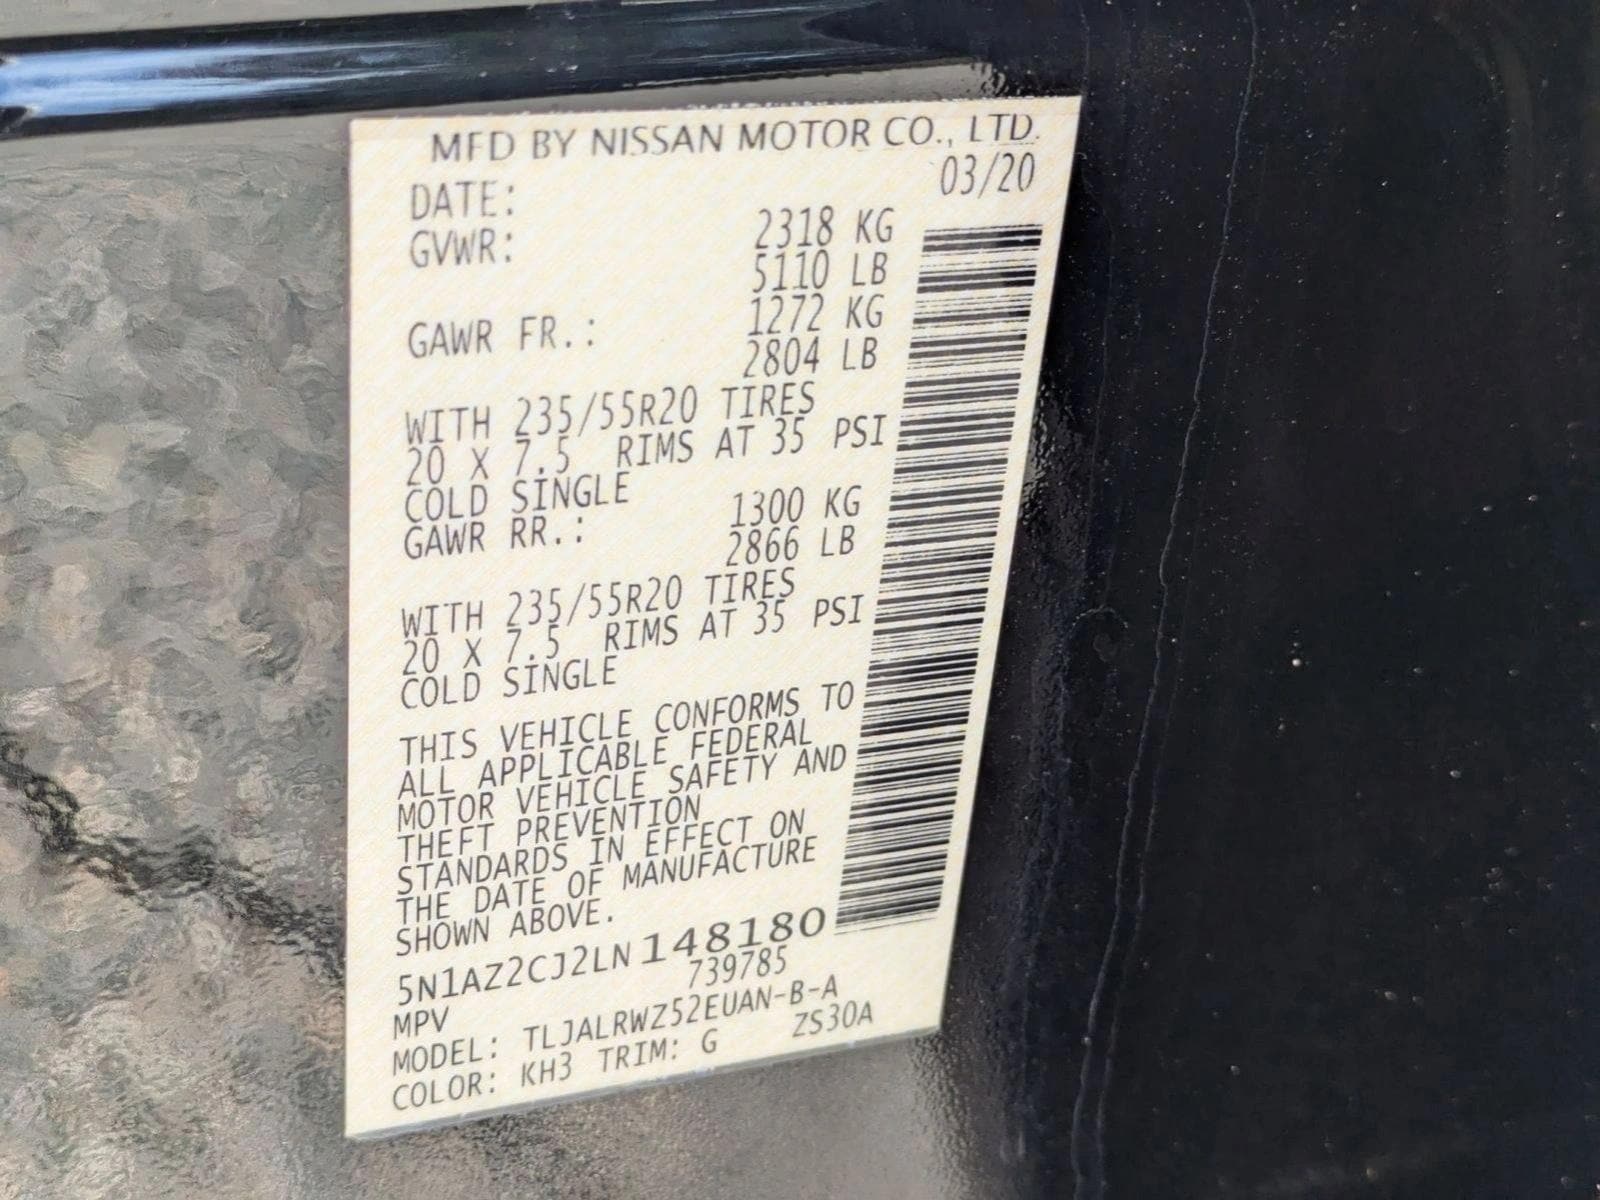 MFD BY NISSAN MOTOR CO., LTD.
DATE: 03/20
GVWR: 2318 KG
5110 LB
GAWR FR.: 1272 KG
2804 LB
WITH 235/55R20 TIRES
20 X 7.5 RIMS AT 35 PSI
COLD SINGLE
GAWR RR.: 1300 KG
2866 LB
WITH 235/55R20 TIRES
20 X 7.5 RIMS AT 35 PSI
COLD SINGLE
THIS VEHICLE CONFORMS TO
ALL APPLICABLE FEDERAL
MOTOR VEHICLE SAFETY AND
THEFT PREVENTION
STANDARDS IN EFFECT ON
THE DATE OF MANUFACTURE
SHOWN ABOVE.
5N1AZ2CJ2LN148180
MPV 739785
MODEL: TLJALRWZ52EUAN-B-A
COLOR: KH3 TRIM: G ZS30A